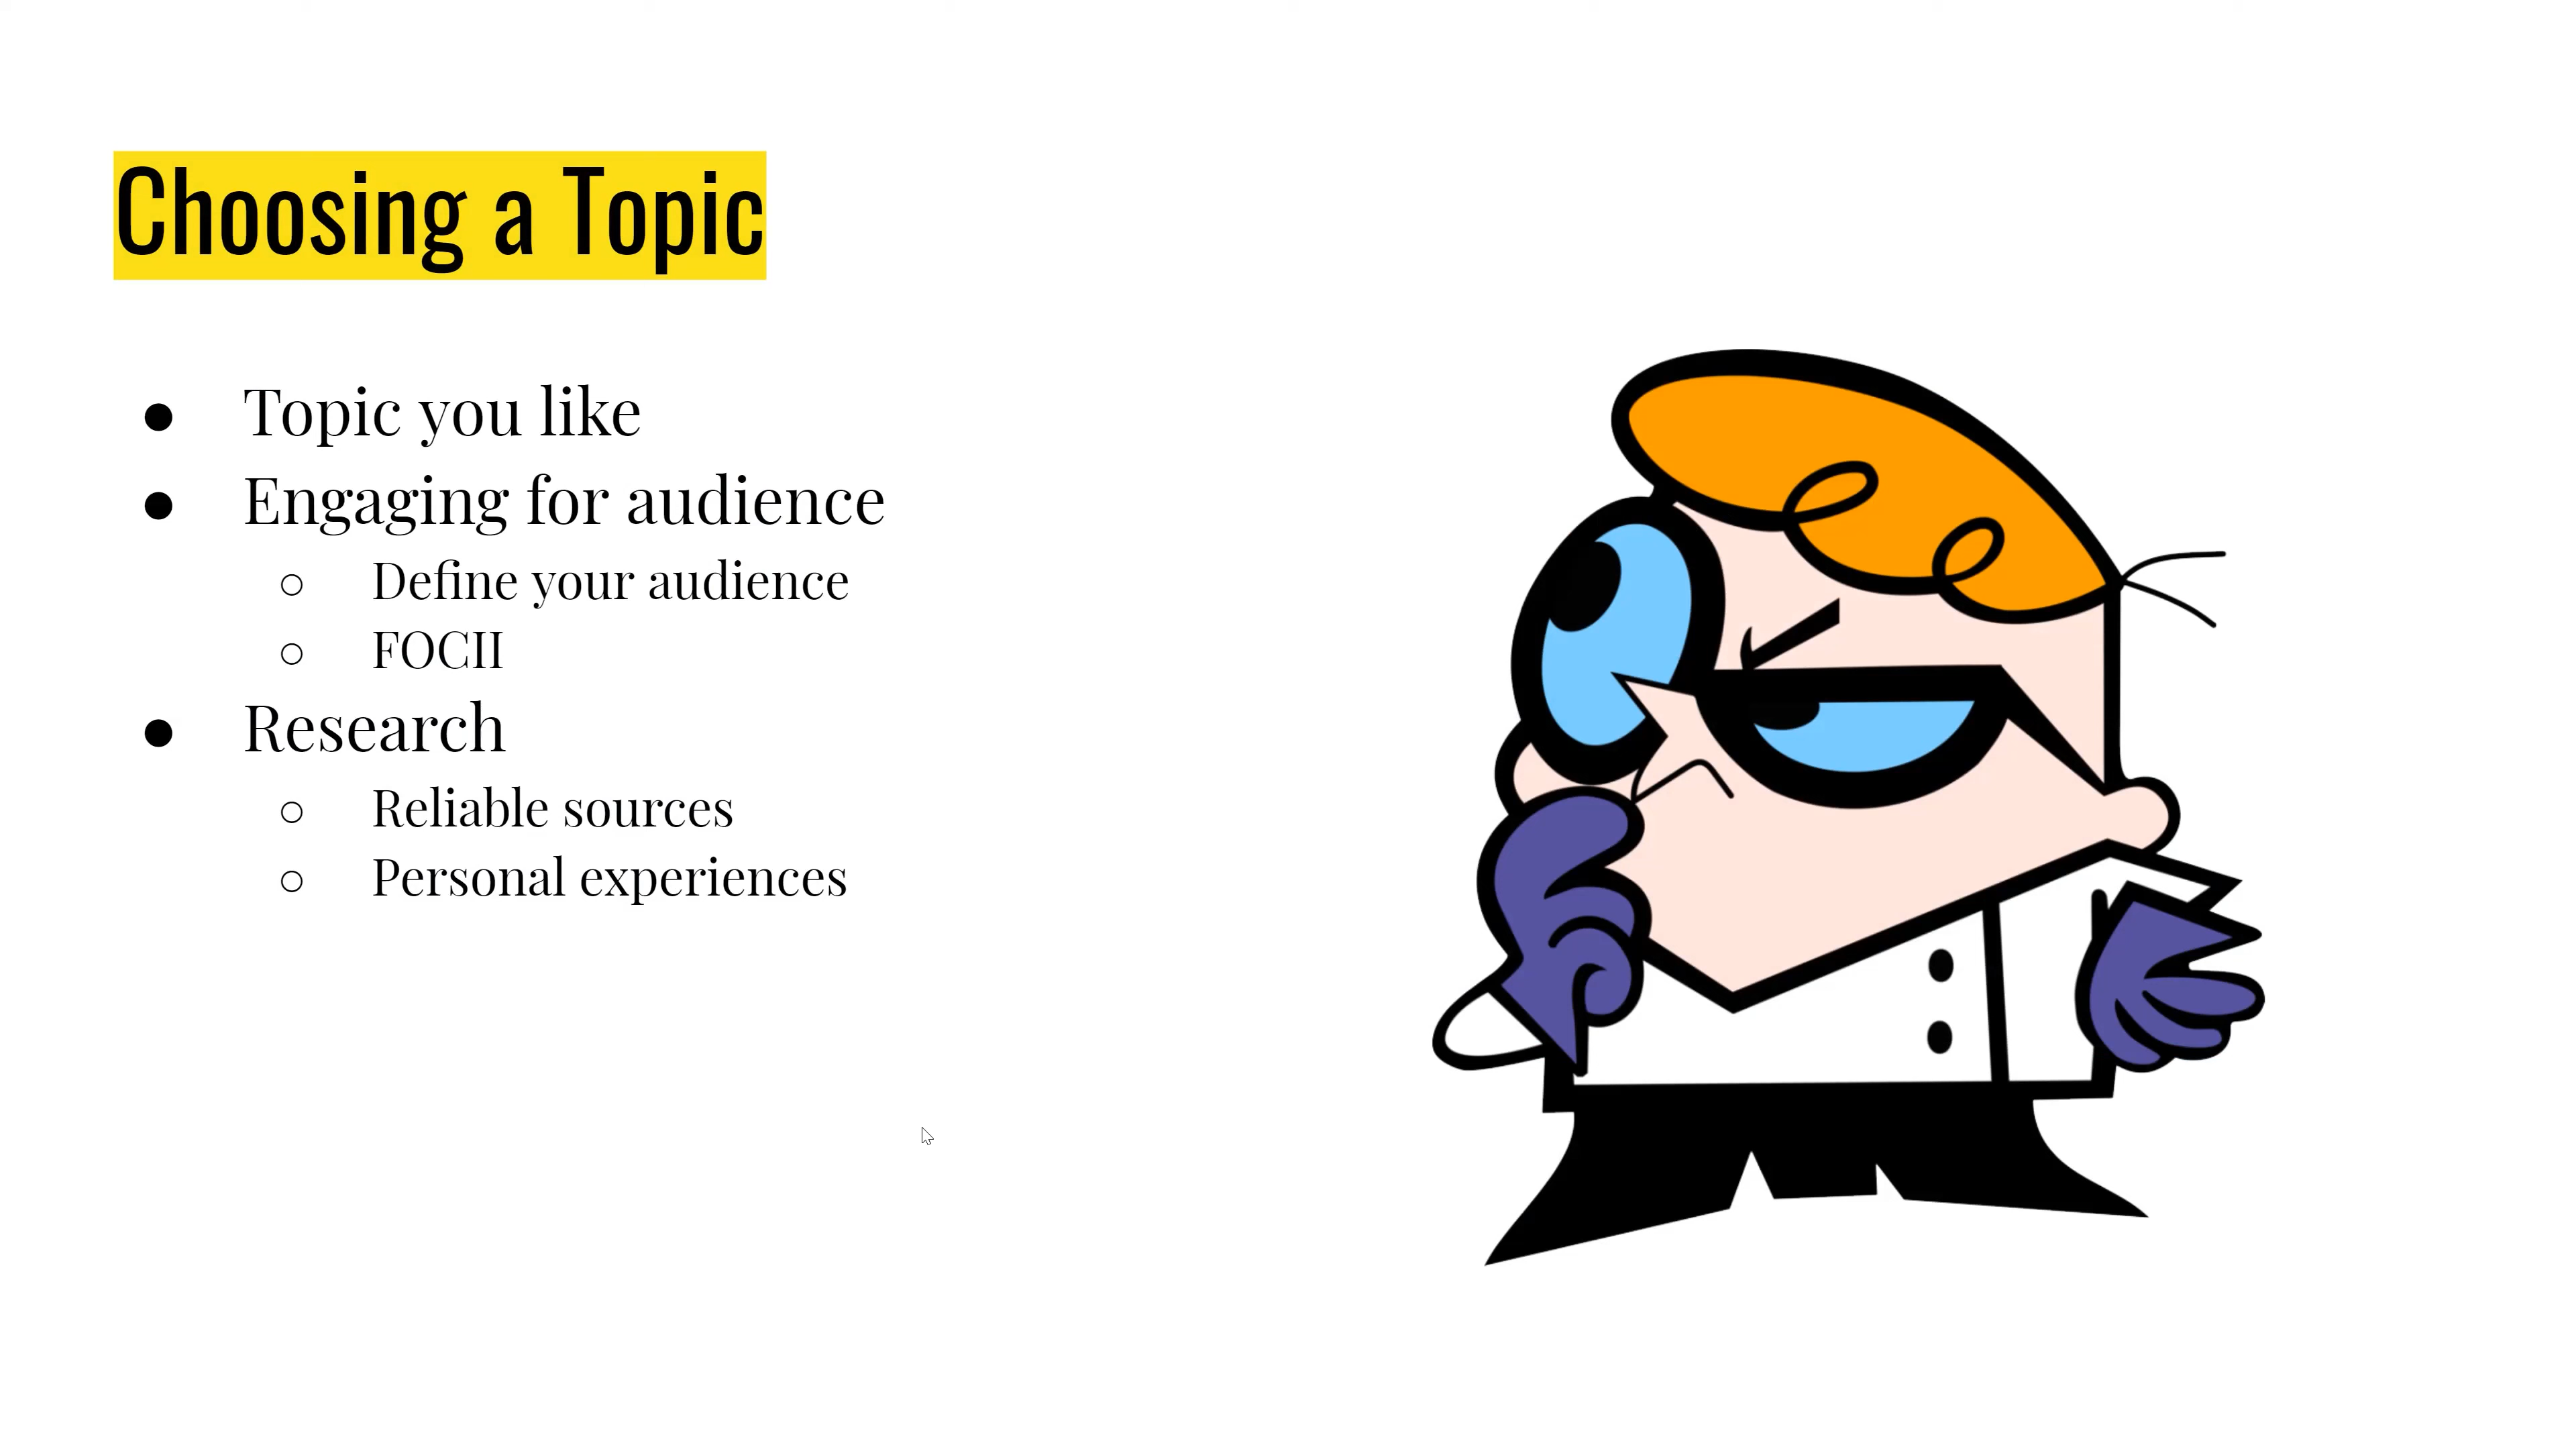 Choosing a Topic
● Topic you like
● Engaging for audience
○ Define your audience
○ FOCII
● Research
○ Reliable sources
○ Personal experiences